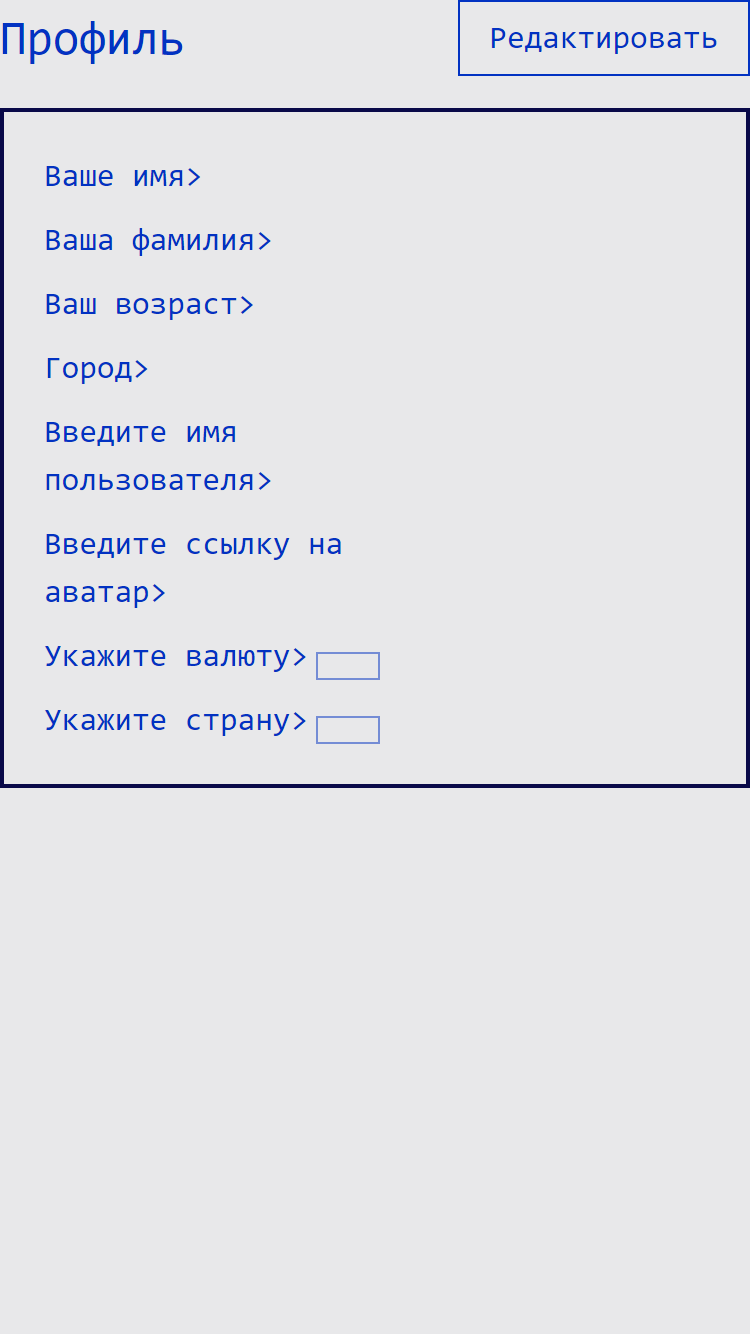 Профиль
Редактировать
Ваше имя>
Ваша фамилия>
Ваш возраст>
Город>
Введите имя
пользователя>
Введите ссылку на
аватар>
Укажите валюту>
Укажите страну>